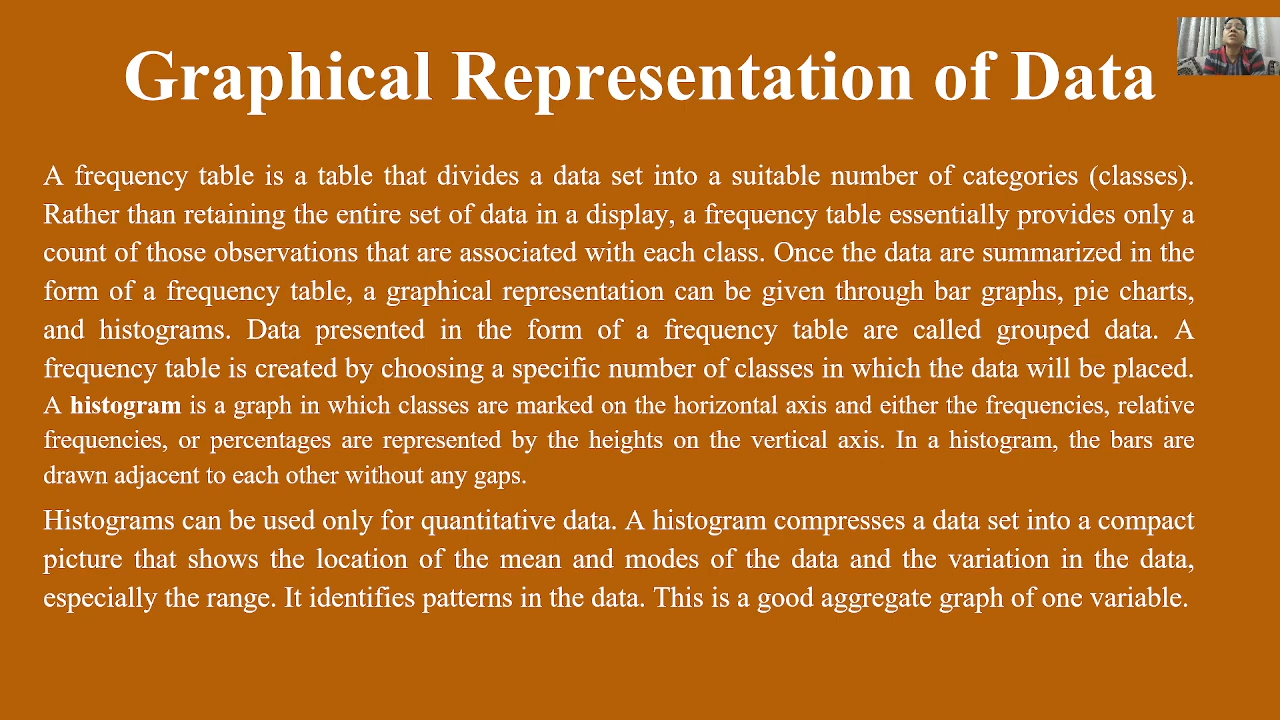 Graphical Representation of Data
A frequency table is a table that divides a data set into a suitable number of categories (classes).
Rather than retaining the entire set of data in a display, a frequency table essentially provides only a
count of those observations that are associated with each class. Once the data are summarized in the
form of a frequency table, a graphical representation can be given through bar graphs, pie charts,
and histograms. Data presented in the form of a frequency table are called grouped data. A
frequency table is created by choosing a specific number of classes in which the data will be placed.
A histogram is a graph in which classes are marked on the horizontal axis and either the frequencies, relative
frequencies, or percentages are represented by the heights on the vertical axis. In a histogram, the bars are
drawn adjacent to each other without any gaps.
Histograms can be used only for quantitative data. A histogram compresses a data set into a compact
picture that shows the location of the mean and modes of the data and the variation in the data,
especially the range. It identifies patterns in the data. This is a good aggregate graph of one variable.